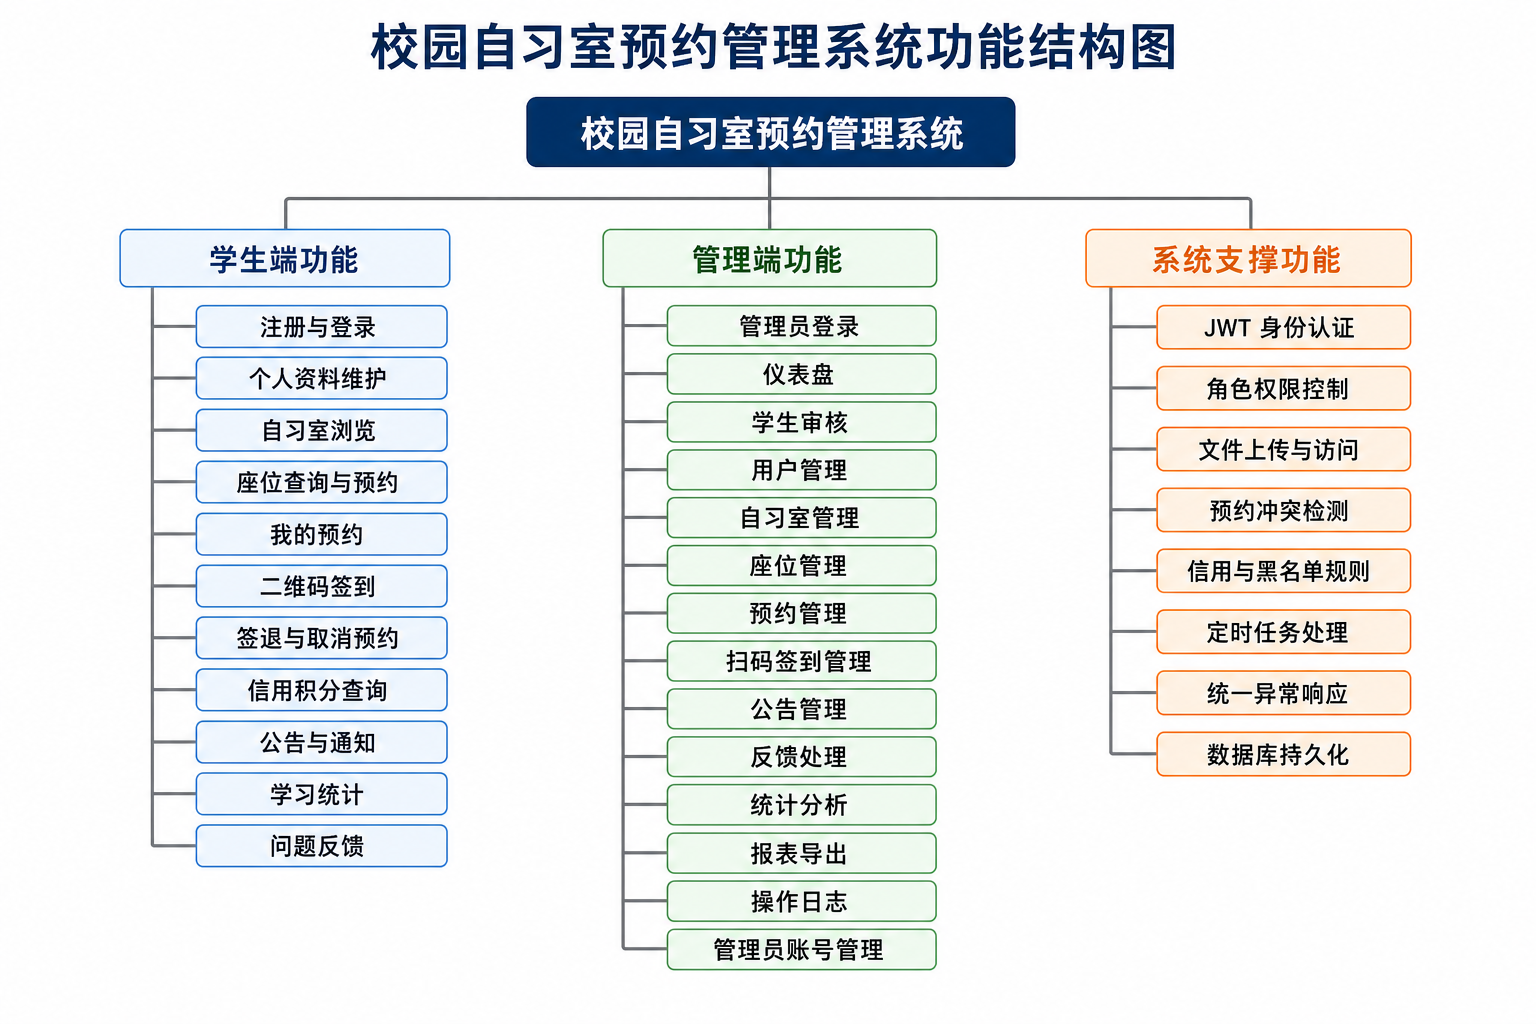 校园自习室预约管理系统功能结构图
校园自习室预约管理系统
学生端功能
注册与登录
个人资料维护
自习室浏览
座位查询与预约
我的预约
二维码签到
签退与取消预约
信用积分查询
公告与通知
学习统计
问题反馈
管理端功能
管理员登录
仪表盘
学生审核
用户管理
自习室管理
座位管理
预约管理
扫码签到管理
公告管理
反馈处理
统计分析
报表导出
操作日志
管理员账号管理
系统支撑功能
JWT 身份认证
角色权限控制
文件上传与访问
预约冲突检测
信用与黑名单规则
定时任务处理
统一异常响应
数据库持久化